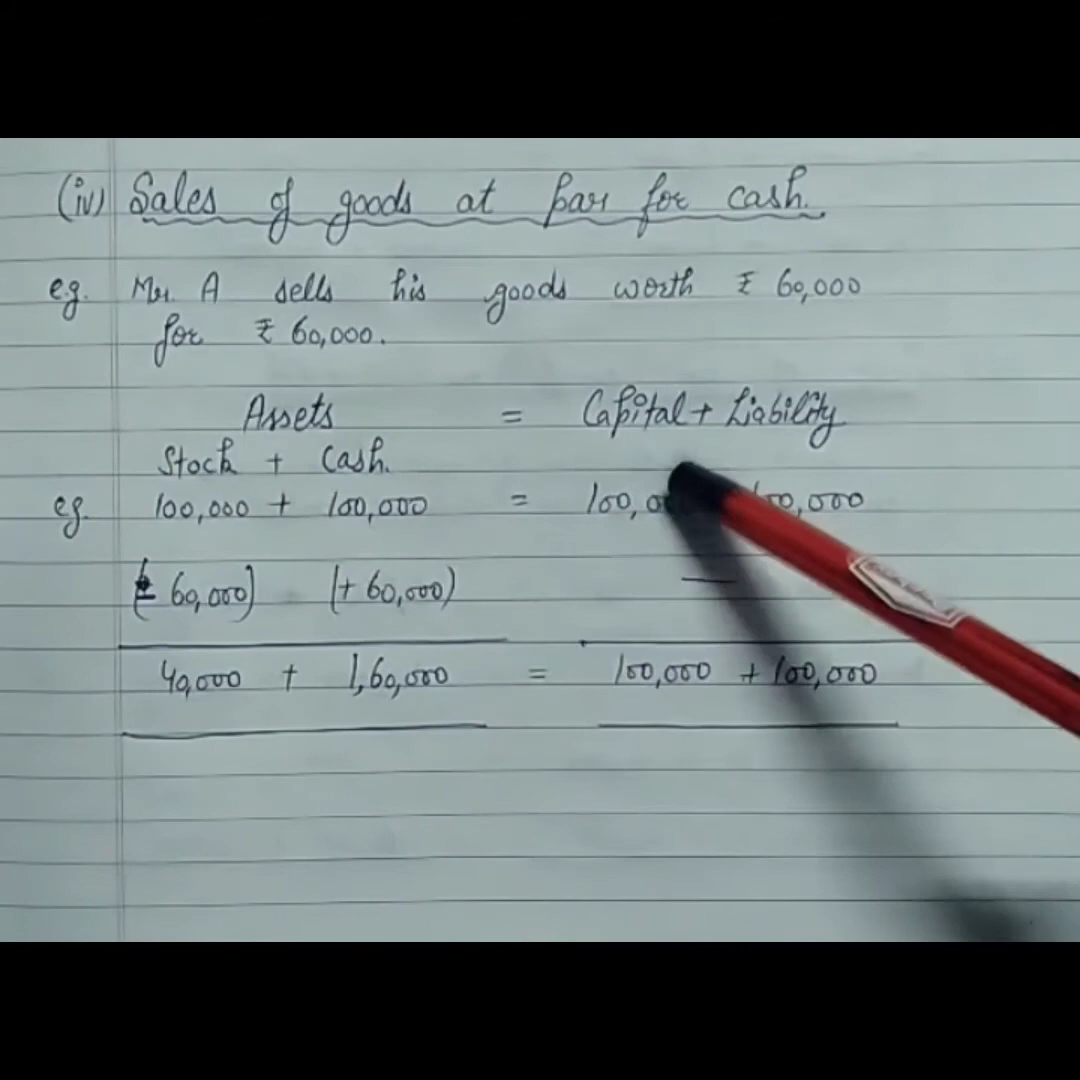 (iv) Sales of goods at par for cash.
e.g. Mr. A sells his goods worth ₹ 60,000
for ₹ 60,000.
Assets = Capital + Liability
Stock + Cash.
eg. 100,000 + 100,000 =
(- 60,000) (+ 60,000) —
40,000 + 1,60,000 = 100,000 + 100,000